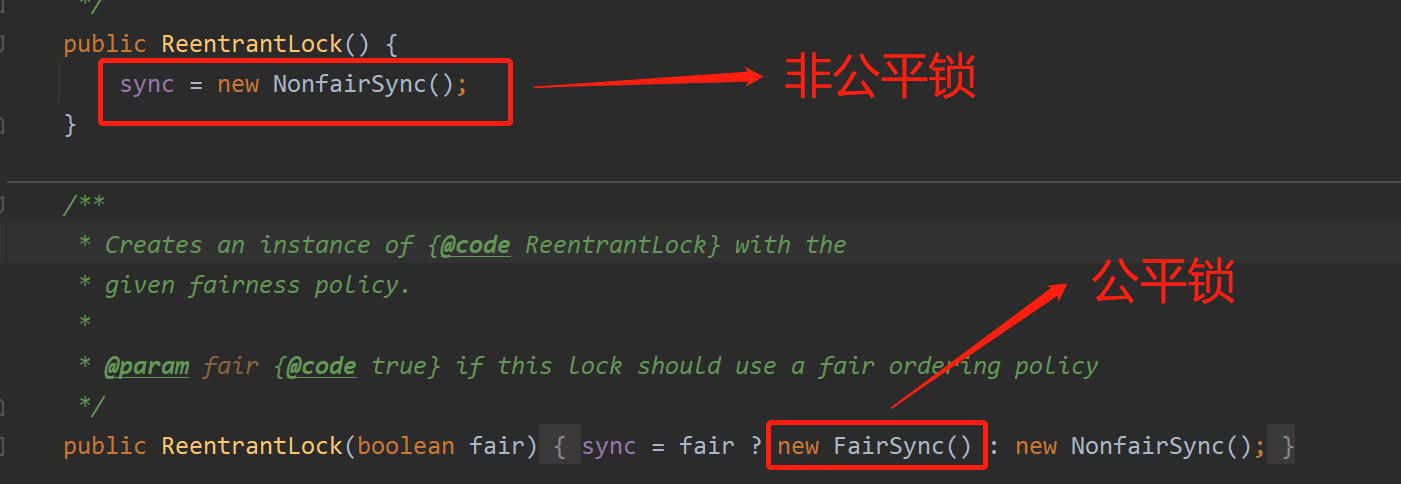 */
public ReentrantLock() {
sync = new NonfairSync();
非公平锁
}
/**
* Creates an instance of {@code ReentrantLock} with the
* given fairness policy.
公平锁
*
* @param fair {@code true} if this lock should use a fair ordering policy
*/
public ReentrantLock(boolean fair) { sync = fair ? new FairSync() : new NonfairSync(); }